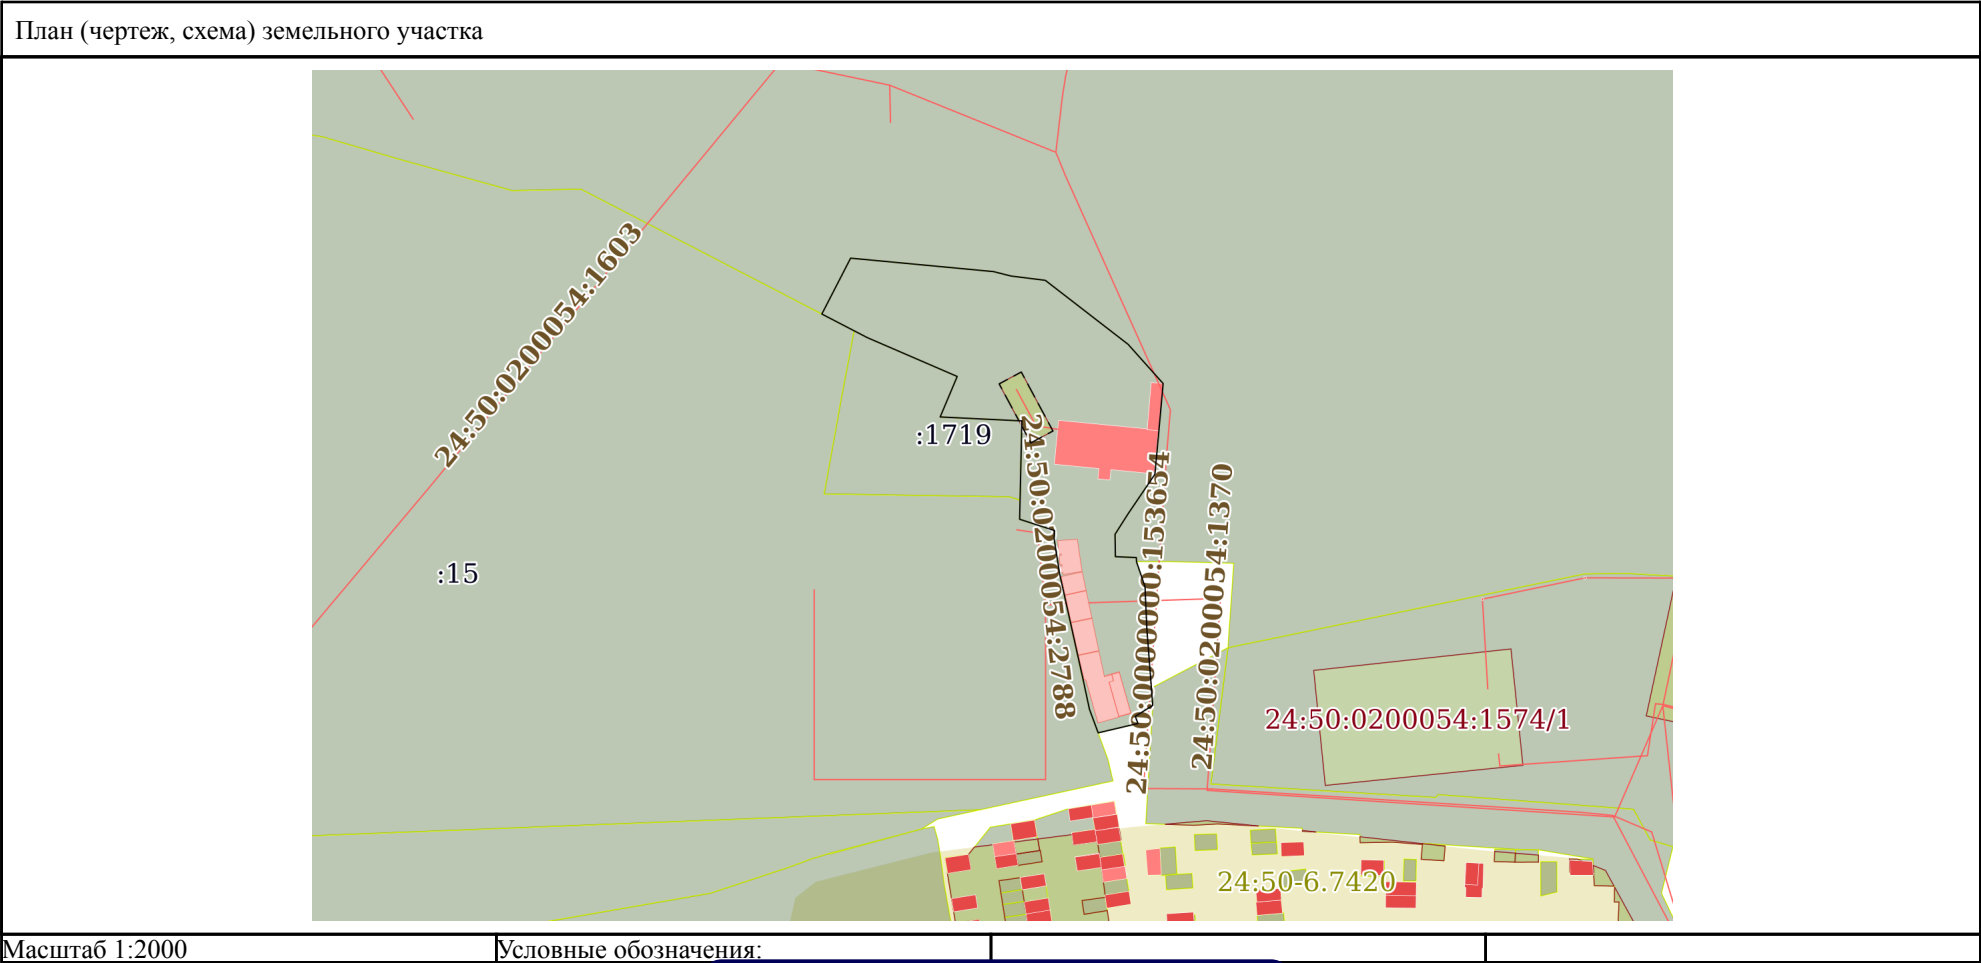 План (чертеж, схема) земельного участка
24:50:0200054:1603
:1719
24:50:0200054:2788
24:50:0000000:153654
24:50:0200054:1370
:15
24:50:0200054:1574/1
24:50-6.7420
Масштаб 1:2000
Условные обозначения: